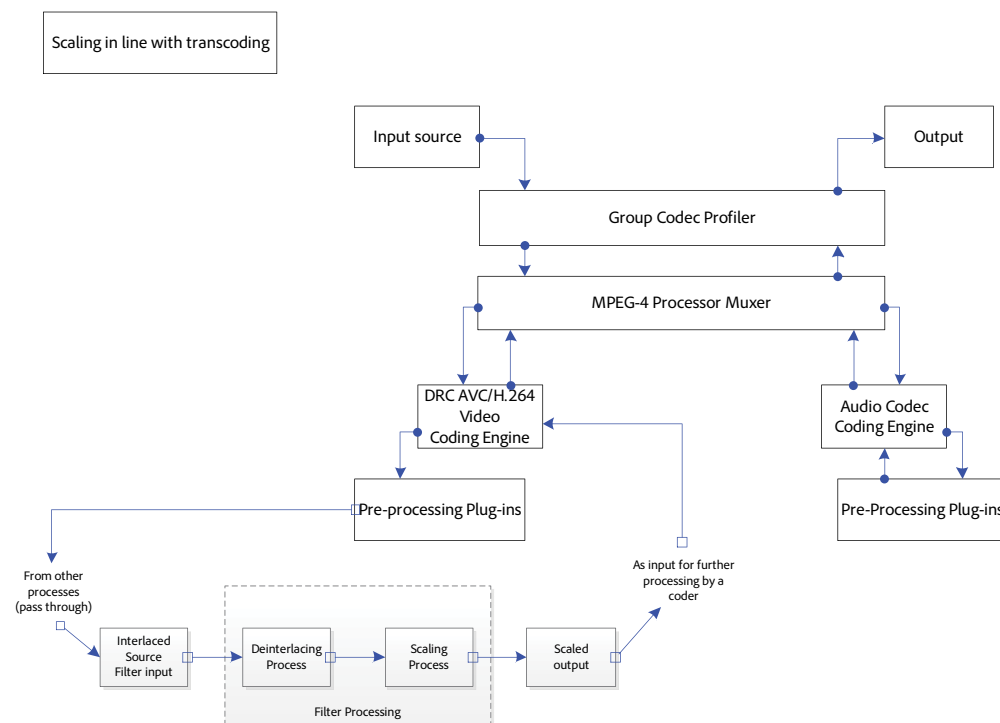 Scaling in line with transcoding
Input source
Output
Group Codec Profiler
MPEG-4 Processor Muxer
DRC AVC/H.264
Video
Coding Engine
Audio Codec
Coding Engine
Pre-processing Plug-ins
Pre-Processing Plug-ins
From other
processes
(pass through)
As input for further
processing by a
coder
Interlaced
Source
Filter input
Deinterlacing
Process
Scaling
Process
Scaled
output
Filter Processing